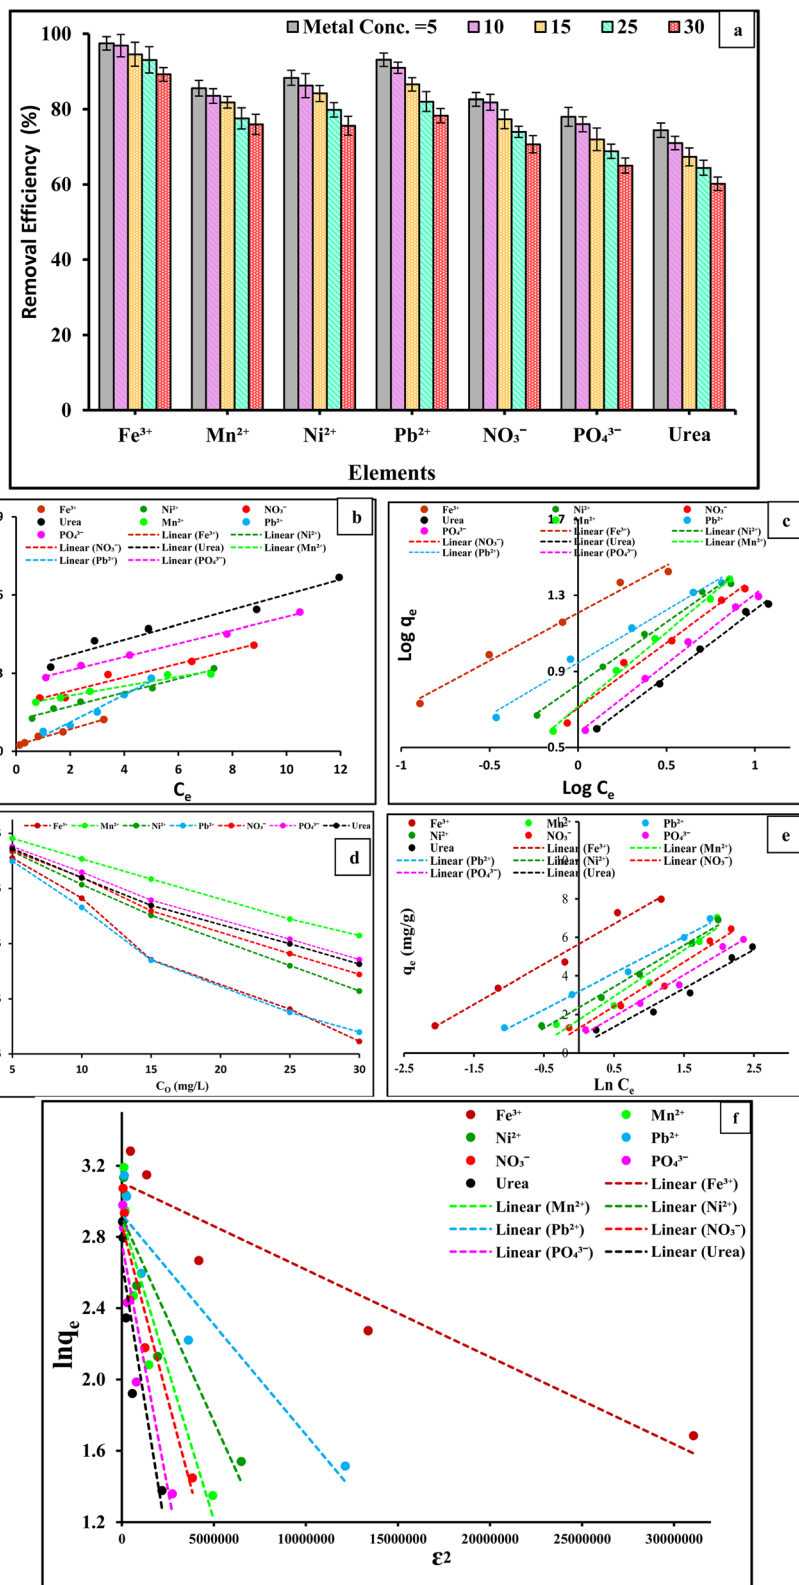 Metal Conc. =5 10 15 25 30
a
100
80
60
40
20
0
Removal Efficiency (%)
Fe³⁺ Mn²⁺ Ni²⁺ Pb²⁺ NO₃⁻ PO₄³⁻ Urea
Elements
b
Fe³⁺ Ni²⁺ NO₃⁻
Urea Mn²⁺ Pb²⁺
PO₄³⁻ Linear (Fe³⁺) Linear (Ni²⁺)
Linear (NO₃⁻) Linear (Urea) Linear (Mn²⁺)
Linear (Pb²⁺) Linear (PO₄³⁻)
0 2 4 6 8 10 12
Cₑ
c
Fe³⁺ Ni²⁺ NO₃⁻
Urea Mn²⁺ Pb²⁺
PO₄³⁻ Linear (Fe³⁺) Linear (Ni²⁺)
Linear (NO₃⁻) Linear (Urea) Linear (Mn²⁺)
Linear (Pb²⁺) Linear (PO₄³⁻)
1.7
1.3
0.9
0.5
Log qₑ
-1 -0.5 0 0.5 1
Log Cₑ
d
Fe³⁺ Mn²⁺ Ni²⁺ Pb²⁺ NO₃⁻ PO₄³⁻ Urea
5 10 15 20 25 30
C₀ (mg/L)
e
Fe³⁺ Mn²⁺ Pb²⁺
Ni²⁺ NO₃⁻ PO₄³⁻
Urea Linear (Fe³⁺) Linear (Mn²⁺)
Linear (Pb²⁺) Linear (Ni²⁺) Linear (NO₃⁻)
Linear (PO₄³⁻) Linear (Urea)
8
6
4
2
0
qₑ (mg/g)
-2.5 -1.5 -0.5 0.5 1.5 2.5
Ln Cₑ
f
Fe³⁺ Mn²⁺
Ni²⁺ Pb²⁺
NO₃⁻ PO₄³⁻
Urea Linear (Fe³⁺)
Linear (Mn²⁺) Linear (Ni²⁺)
Linear (Pb²⁺) Linear (NO₃⁻)
Linear (PO₄³⁻) Linear (Urea)
3.2
2.8
2.4
2.0
1.6
1.2
lnqₑ
0 5000000 10000000 15000000 20000000 25000000 30000000
ε²